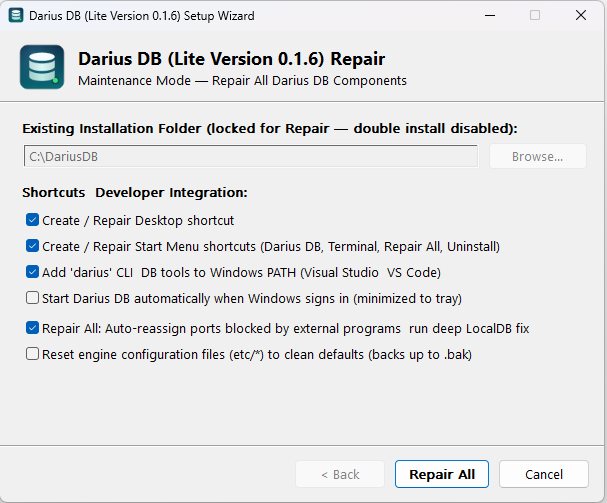 Darius DB (Lite Version 0.1.6) Setup Wizard
Darius DB (Lite Version 0.1.6) Repair
Maintenance Mode — Repair All Darius DB Components
Existing Installation Folder (locked for Repair — double install disabled):
C:\DariusDB
Browse...
Shortcuts  Developer Integration:
Create / Repair Desktop shortcut
Create / Repair Start Menu shortcuts (Darius DB, Terminal, Repair All, Uninstall)
Add 'darius' CLI  DB tools to Windows PATH (Visual Studio  VS Code)
Start Darius DB automatically when Windows signs in (minimized to tray)
Repair All: Auto-reassign ports blocked by external programs  run deep LocalDB fix
Reset engine configuration files (etc/*) to clean defaults (backs up to .bak)
< Back
Repair All
Cancel